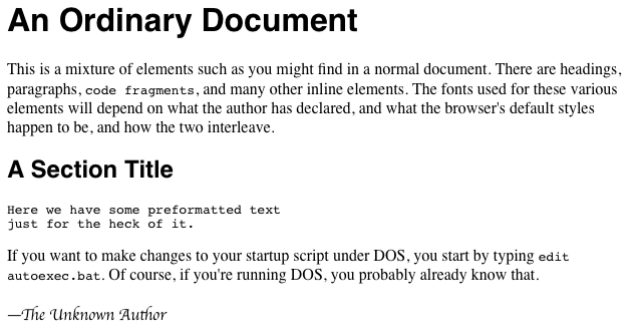 An Ordinary Document
This is a mixture of elements such as you might find in a normal document. There are headings,
paragraphs, code fragments, and many other inline elements. The fonts used for these various
elements will depend on what the author has declared, and what the browser's default styles
happen to be, and how the two interleave.
A Section Title
Here we have some preformatted text
just for the heck of it.
If you want to make changes to your startup script under DOS, you start by typing edit
autoexec.bat. Of course, if you're running DOS, you probably already know that.
—The Unknown Author